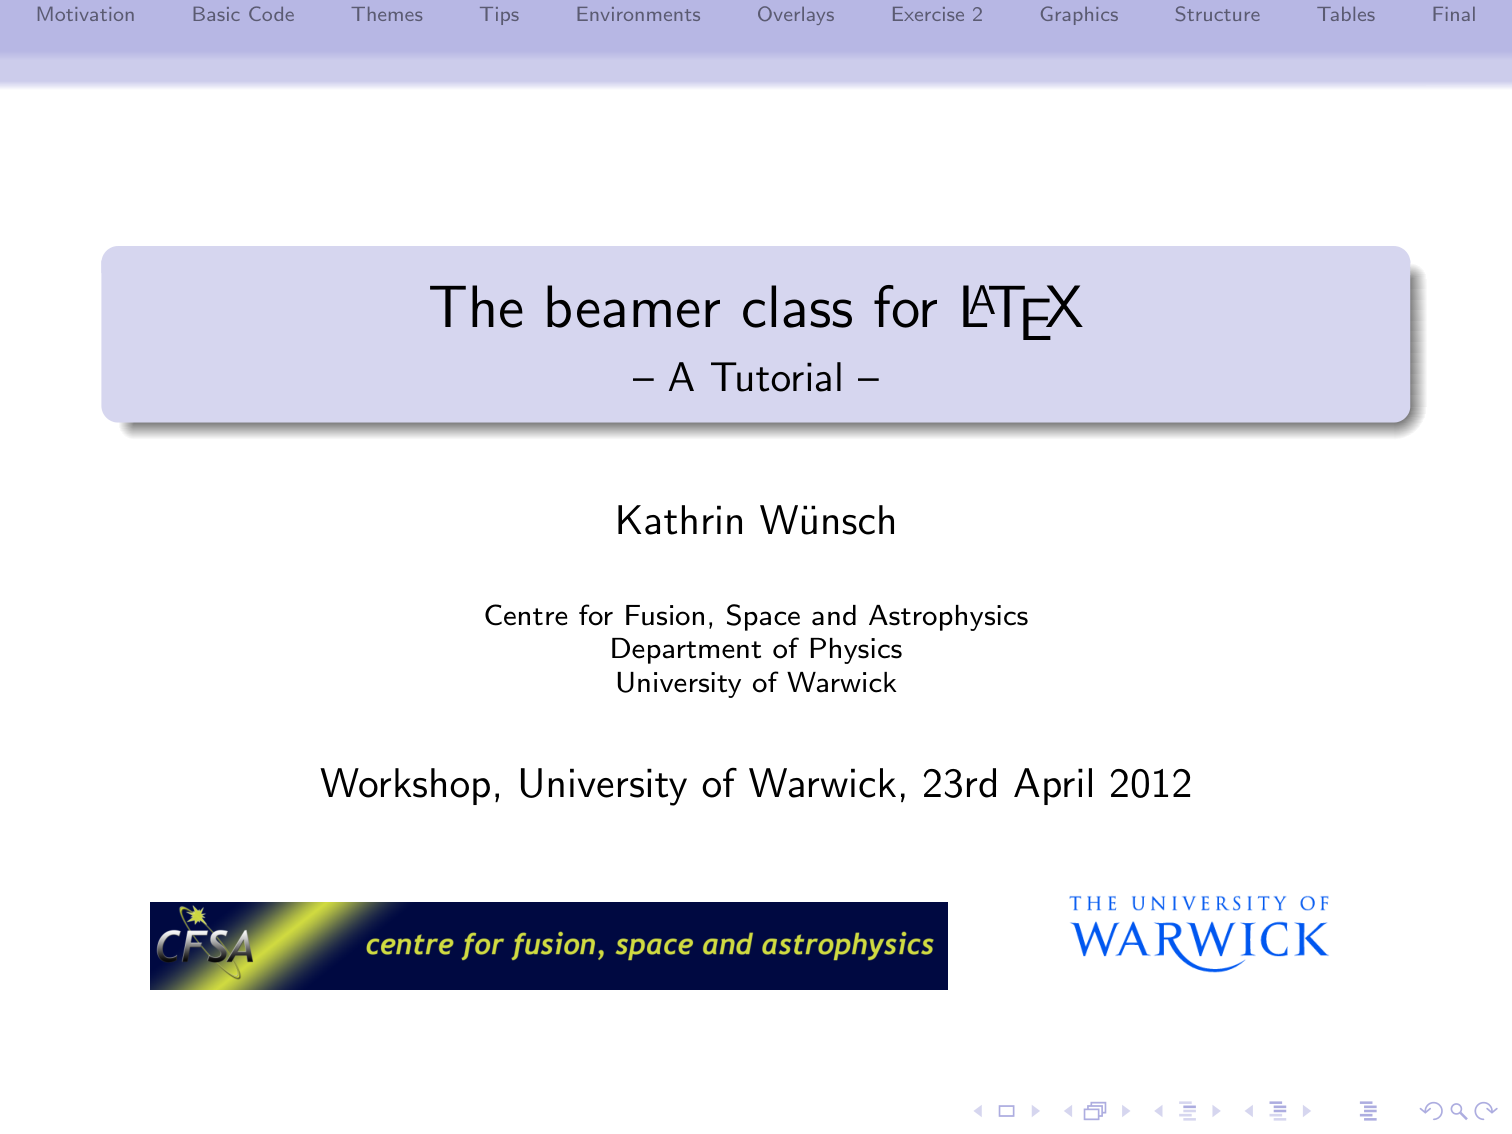 Motivation Basic Code Themes Tips Environments Overlays Exercise 2 Graphics Structure Tables Final
The beamer class for LATEX
– A Tutorial –
Kathrin Wünsch
Centre for Fusion, Space and Astrophysics
Department of Physics
University of Warwick
Workshop, University of Warwick, 23rd April 2012
CFSA centre for fusion, space and astrophysics
THE UNIVERSITY OF
WARWICK